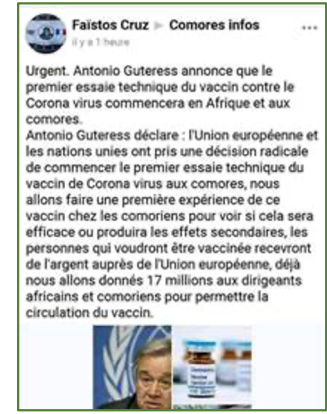 Faïstos Cruz ▶ Comores infos
il y a 1 heure
Urgent. Antonio Guteress annonce que le
premier essaie technique du vaccin contre le
Corona virus commencera en Afrique et aux
comores.
Antonio Guteress déclare : l'Union européenne et
les nations unies ont pris une décision radicale
de commencer le premier essaie technique du
vaccin de Corona virus aux comores, nous
allons faire une première expérience de ce
vaccin chez les comoriens pour voir si cela sera
efficace ou produira les effets secondaires, les
personnes qui voudront être vaccinée recevront
de l'argent auprès de l'Union européenne, déjà
nous allons donnés 17 millions aux dirigeants
africains et comoriens pour permettre la
circulation du vaccin.